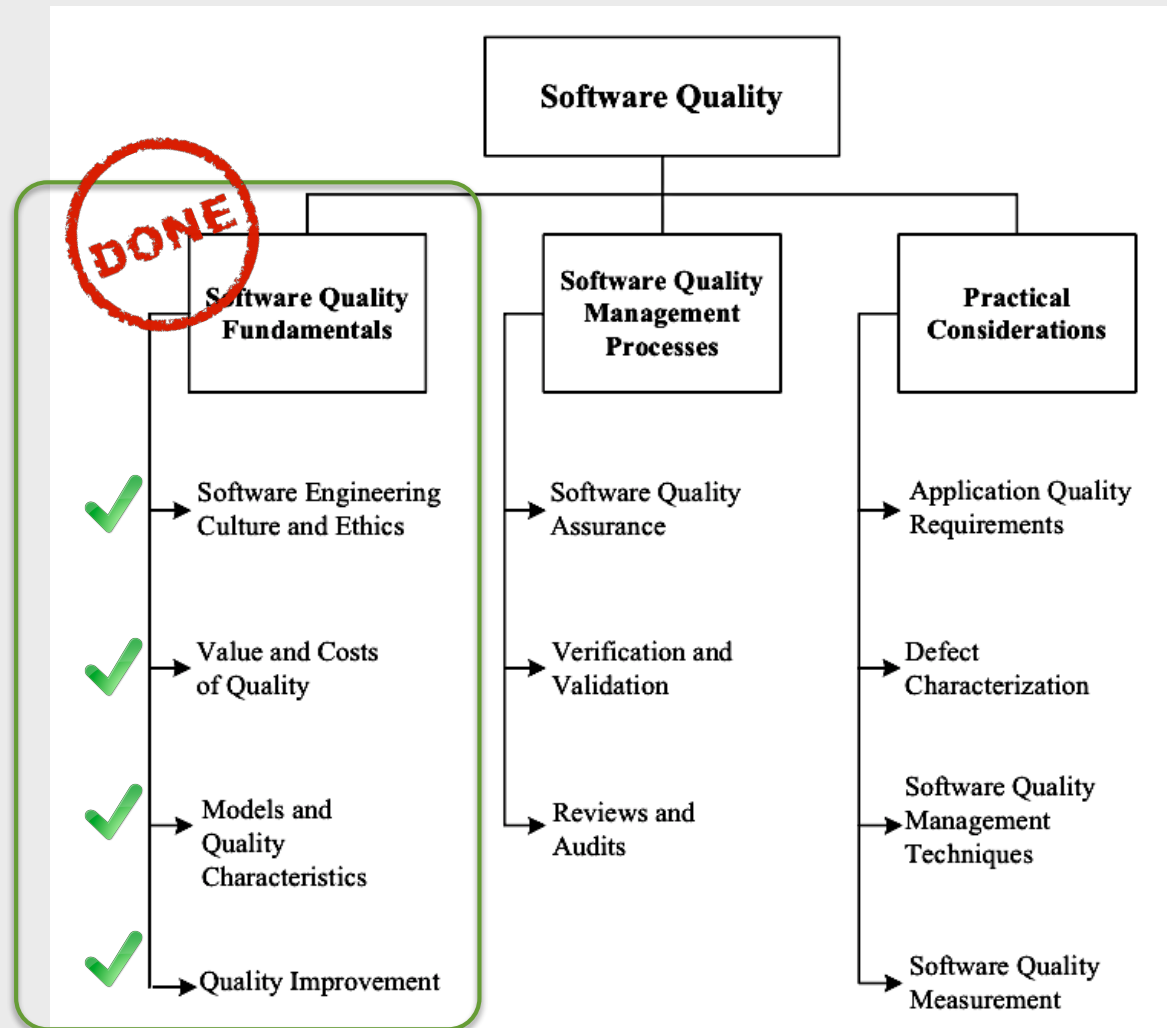 Software Quality
DONE
Software Quality
Fundamentals
Software Engineering
Culture and Ethics
Value and Costs
of Quality
Models and
Quality
Characteristics
Quality Improvement
Software Quality
Management
Processes
Software Quality
Assurance
Verification and
Validation
Reviews and
Audits
Practical
Considerations
Application Quality
Requirements
Defect
Characterization
Software Quality
Management
Techniques
Software Quality
Measurement